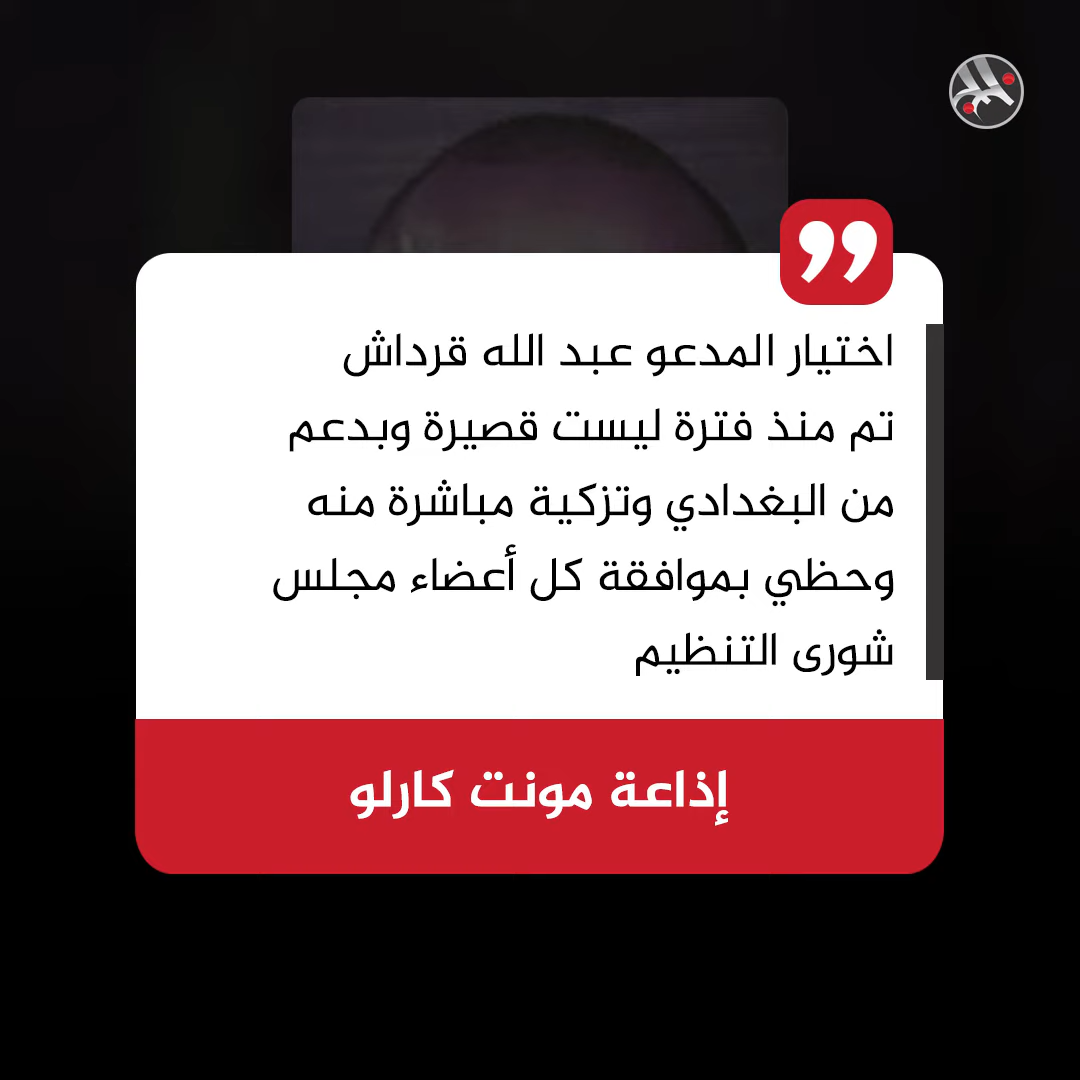 اختيار المدعو عبد الله قرداش
تم منذ فترة ليست قصيرة وبدعم
من البغدادي وتزكية مباشرة منه
وحظي بموافقة كل أعضاء مجلس
شورى التنظيم
إذاعة مونت كارلو